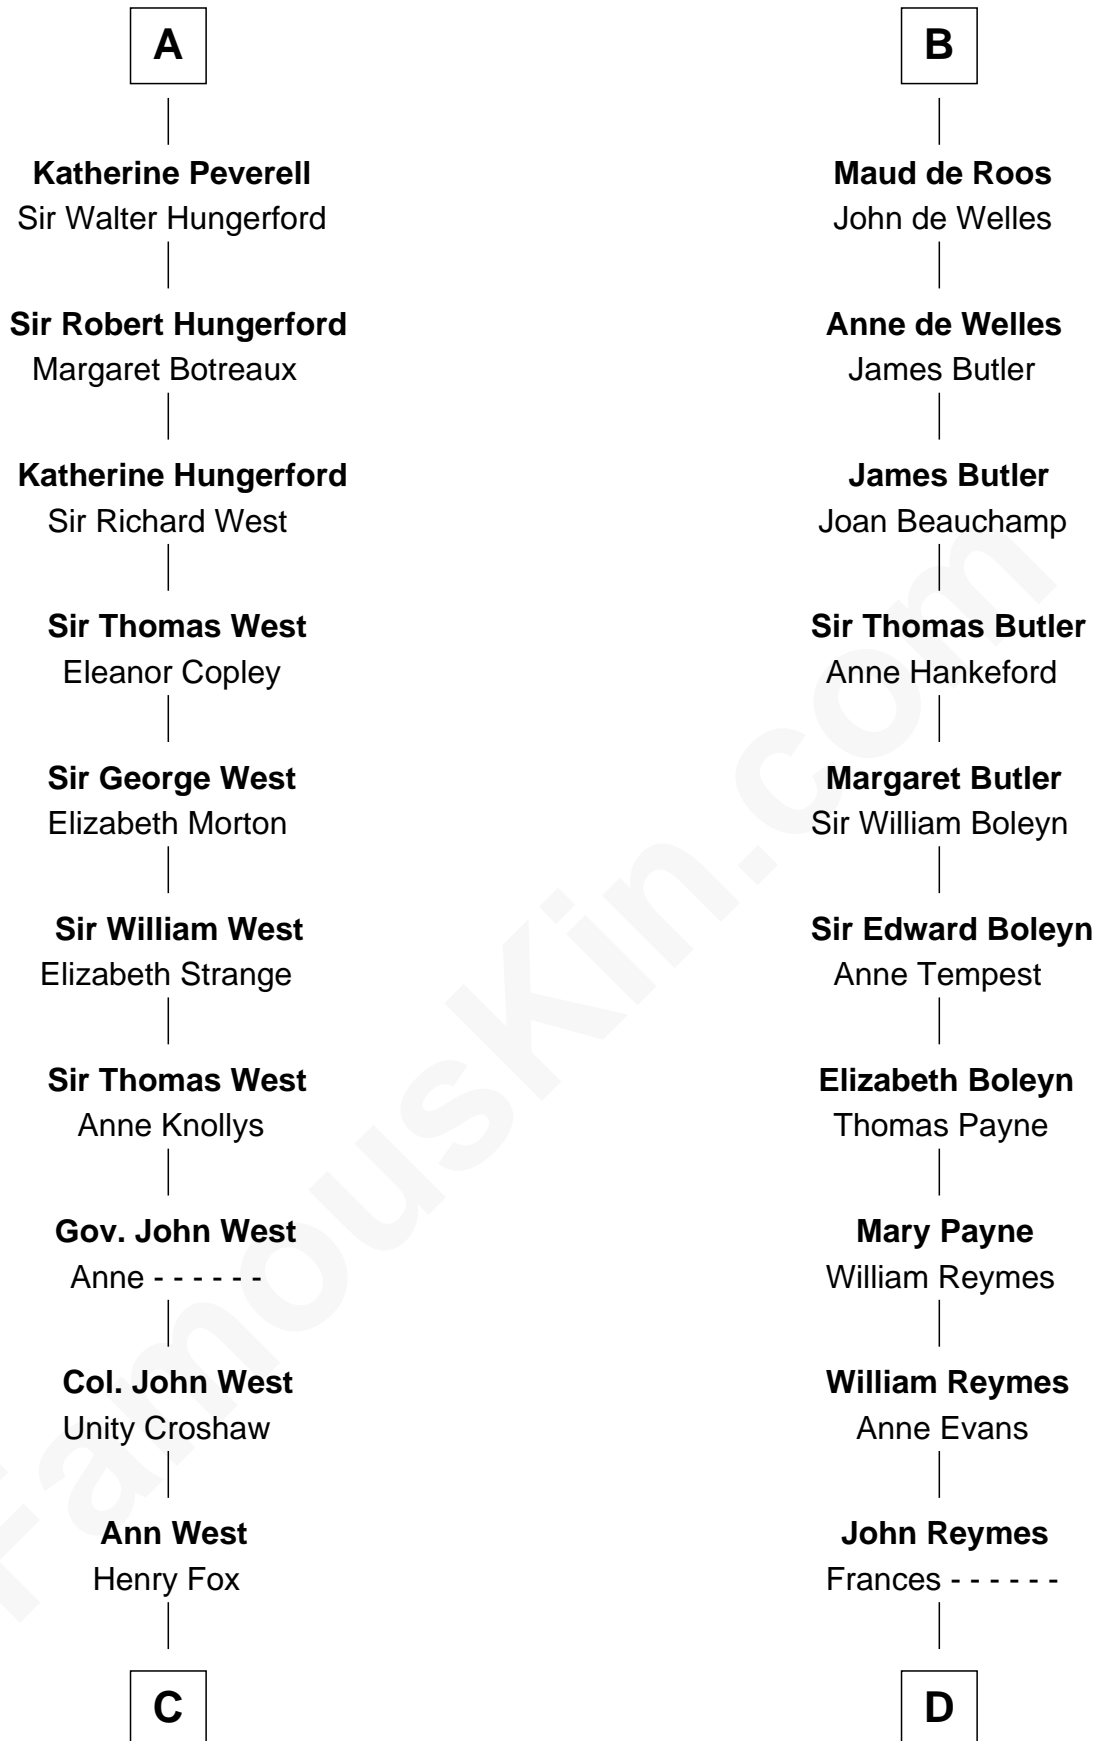 A
Katherine Peverell
Sir Walter Hungerford
Sir Robert Hungerford
Margaret Botreaux
Katherine Hungerford
Sir Richard West
Sir Thomas West
Eleanor Copley
Sir George West
Elizabeth Morton
Sir William West
Elizabeth Strange
Sir Thomas West
Anne Knollys
Gov. John West
Anne - - - - - -
Col. John West
Unity Croshaw
Ann West
Henry Fox
C
B
Maud de Roos
John de Welles
Anne de Welles
James Butler
James Butler
Joan Beauchamp
Sir Thomas Butler
Anne Hankeford
Margaret Butler
Sir William Boleyn
Sir Edward Boleyn
Anne Tempest
Elizabeth Boleyn
Thomas Payne
Mary Payne
William Reymes
William Reymes
Anne Evans
John Reymes
Frances - - - - - -
D
FamousKin.com